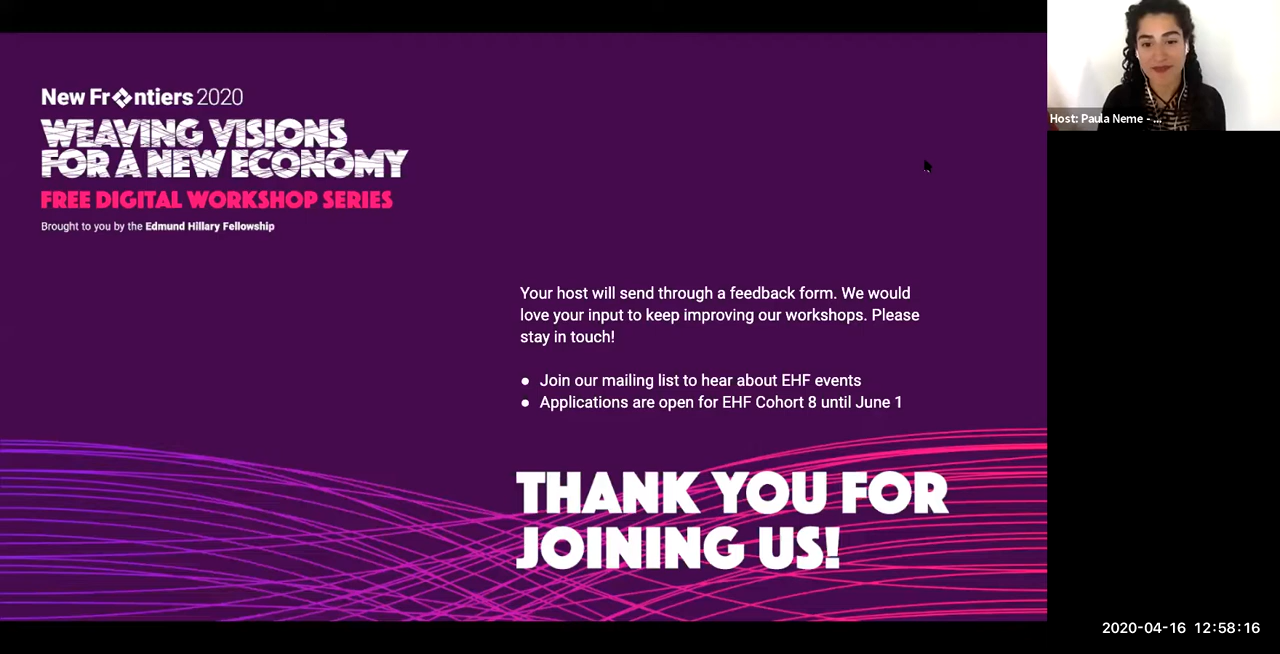 New Frontiers 2020
WEAVING VISIONS
FOR A NEW ECONOMY
FREE DIGITAL WORKSHOP SERIES
Brought to you by the Edmund Hillary Fellowship
Host: Paula Neme - ...
Your host will send through a feedback form. We would
love your input to keep improving our workshops. Please
stay in touch!
● Join our mailing list to hear about EHF events
● Applications are open for EHF Cohort 8 until June 1
THANK YOU FOR
JOINING US!
2020-04-16 12:58:16